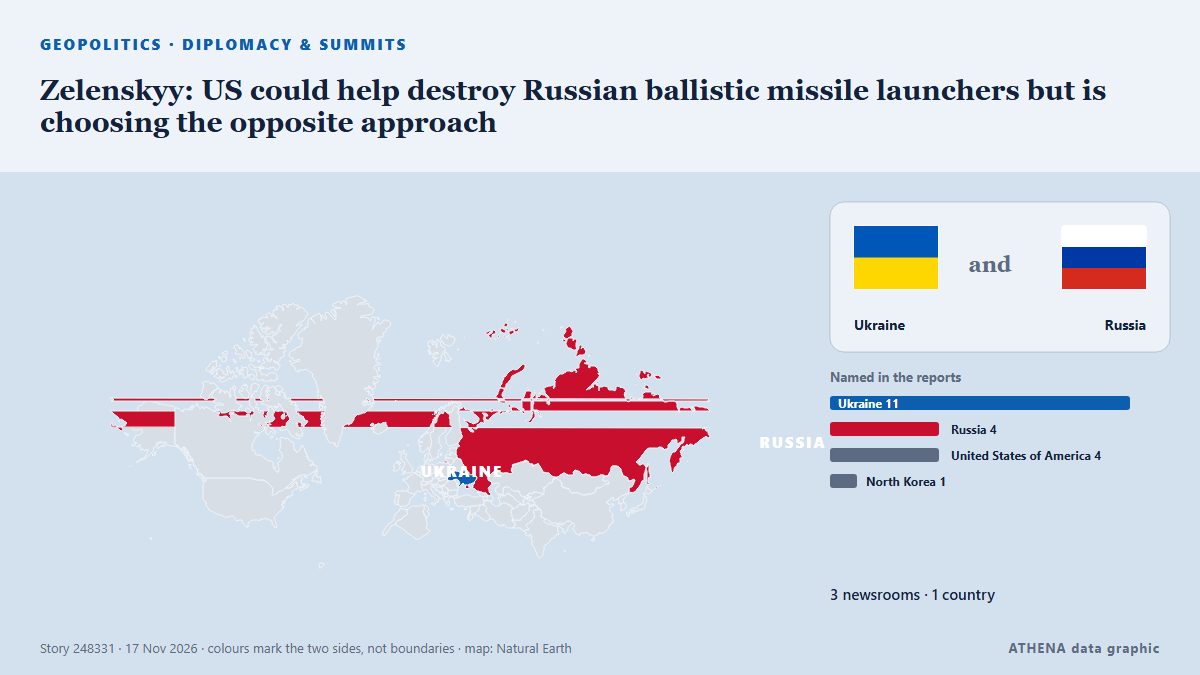 GEOPOLITICS · DIPLOMACY & SUMMITS
Zelenskyy: US could help destroy Russian ballistic missile launchers but is
choosing the opposite approach
and
Ukraine
Russia
Named in the reports
Ukraine 11
Russia 4
United States of America 4
North Korea 1
RUSSIA
UKRAINE
3 newsrooms · 1 country
Story 248331 · 17 Nov 2026 · colours mark the two sides, not boundaries · map: Natural Earth
ATHENA data graphic